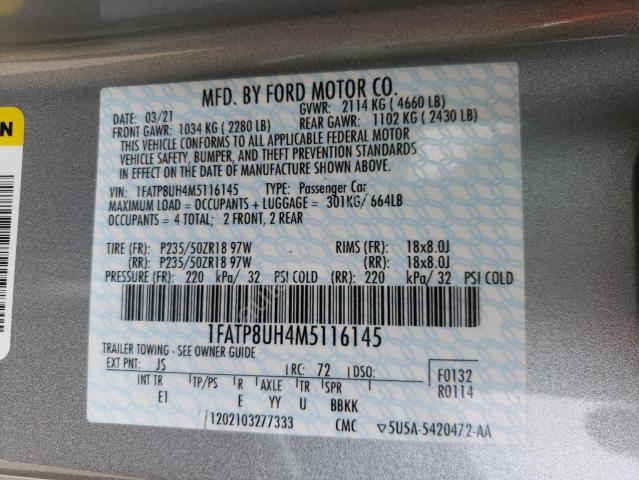 MFD. BY FORD MOTOR CO.
DATE: 03/21 GVWR: 2114 KG ( 4660 LB)
FRONT GAWR: 1034 KG ( 2280 LB) REAR GAWR: 1102 KG ( 2430 LB)
THIS VEHICLE CONFORMS TO ALL APPLICABLE FEDERAL MOTOR
VEHICLE SAFETY, BUMPER, AND THEFT PREVENTION STANDARDS
IN EFFECT ON THE DATE OF MANUFACTURE SHOWN ABOVE.
VIN: 1FATP8UH4M5116145 TYPE: Passenger Car
MAXIMUM LOAD = OCCUPANTS + LUGGAGE = 301KG/ 664LB
OCCUPANTS = 4 TOTAL; 2 FRONT, 2 REAR
TIRE (FR): P235/50ZR18 97W RIMS (FR): 18x8.0J
(RR): P235/50ZR18 97W (RR): 18x8.0J
PRESSURE (FR): 220 kPa/ 32 PSI COLD (RR): 220 kPa/ 32 PSI COLD
1FATP8UH4M5116145
TRAILER TOWING - SEE OWNER GUIDE
EXT PNT: JS RC: 72 DSO: F0132
R0114
INT TR TP/PS R AXLE TR SPR
E1 E YY U BBKK
1202103277333 CMC ▽5U5A-5420472-AA